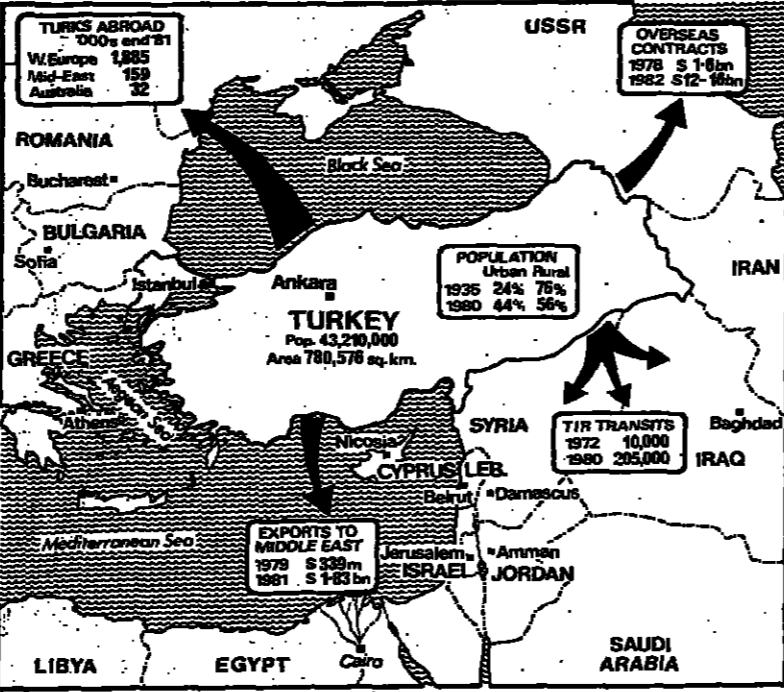 TURKS ABROAD
'000's end '81
W.Europe 1,885
Mid-East 159
Australia 32
USSR
OVERSEAS
CONTRACTS
1978 $ 1·6bn
1982 $12-16bn
ROMANIA
Bucharest
Black Sea
BULGARIA
Sofia
Istanbul
Ankara
TURKEY
Pop. 43,210,000
Area 780,576 sq. km.
POPULATION
Urban Rural
1935 24% 76%
1980 44% 56%
IRAN
GREECE
Aegean Sea
Athens
Nicosia
CYPRUS
SYRIA
LEB.
Beirut
Damascus
TIR TRANSITS
1972 10,000
1980 205,000
Baghdad
IRAQ
Mediterranean Sea
EXPORTS TO
MIDDLE EAST
1979 $ 339m
1981 $ 1·83bn
Jerusalem
ISRAEL
Amman
JORDAN
LIBYA
EGYPT
Cairo
SAUDI
ARABIA